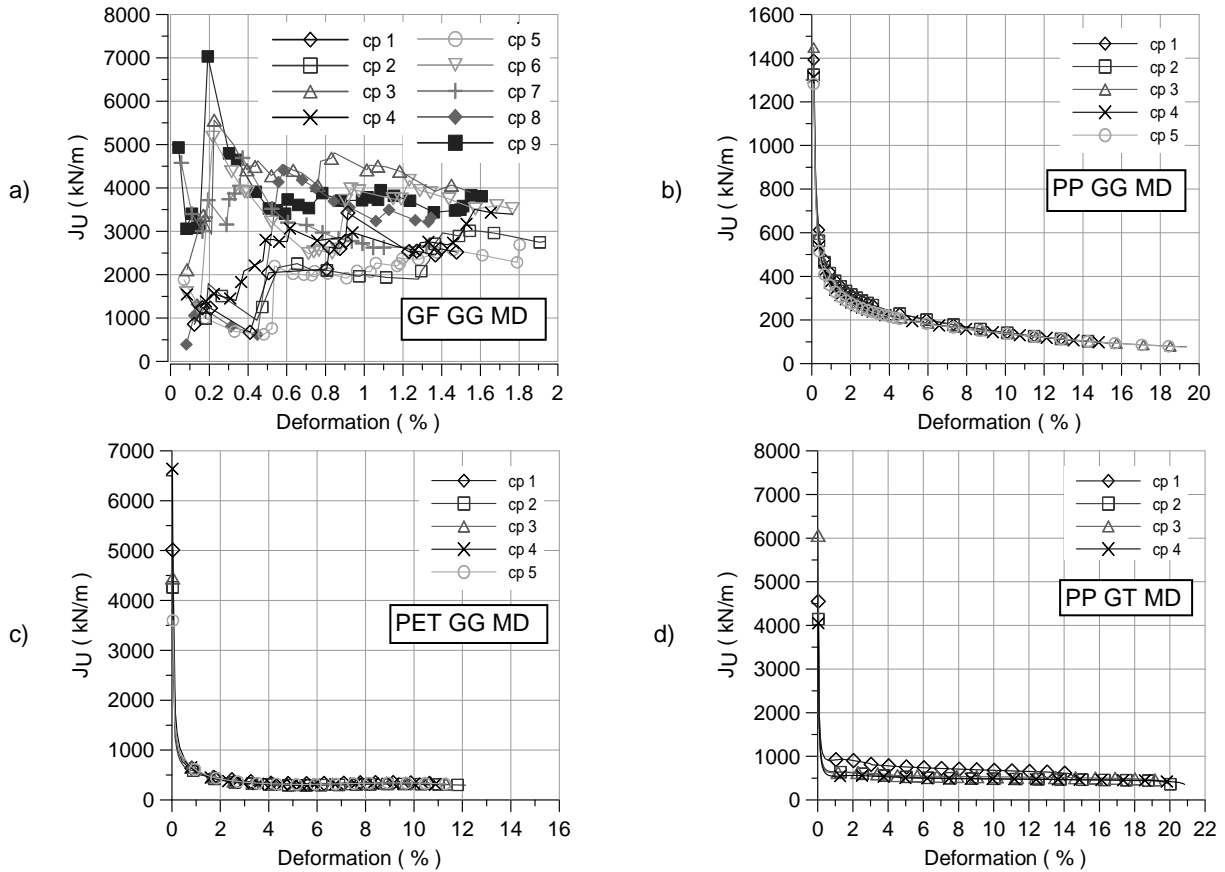 a)
8000
7000
6000
5000
4000
3000
2000
1000
0
JU ( kN/m )
cp 1
cp 2
cp 3
cp 4
cp 5
cp 6
cp 7
cp 8
cp 9
GF GG MD
0 0.2 0.4 0.6 0.8 1 1.2 1.4 1.6 1.8 2
Deformation ( % )
b)
1600
1400
1200
1000
800
600
400
200
0
JU ( kN/m )
cp 1
cp 2
cp 3
cp 4
cp 5
PP GG MD
0 2 4 6 8 10 12 14 16 18 20
Deformation ( % )
c)
7000
6000
5000
4000
3000
2000
1000
0
JU ( kN/m )
cp 1
cp 2
cp 3
cp 4
cp 5
PET GG MD
0 2 4 6 8 10 12 14 16
Deformation ( % )
d)
8000
7000
6000
5000
4000
3000
2000
1000
0
JU ( kN/m )
cp 1
cp 2
cp 3
cp 4
PP GT MD
0 2 4 6 8 10 12 14 16 18 20 22
Deformation ( % )